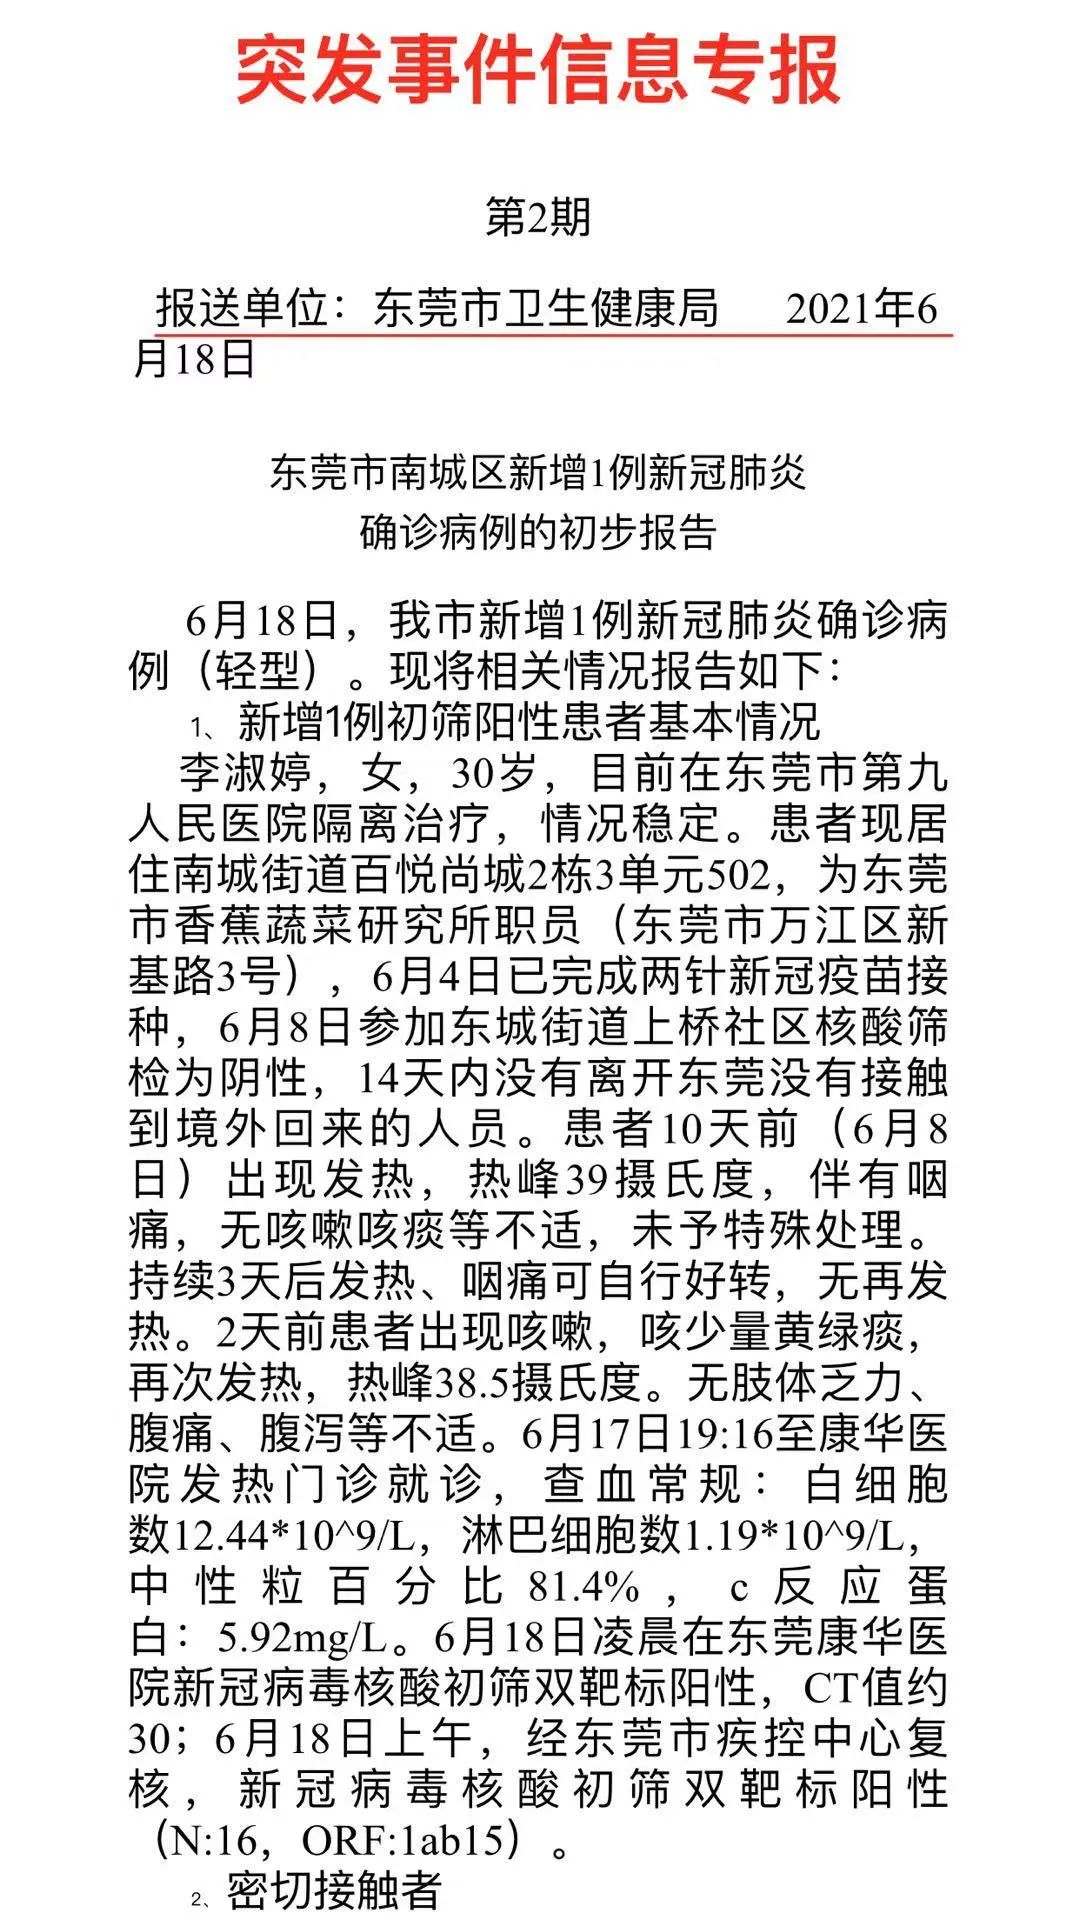 突发事件信息专报
第2期
报送单位：东莞市卫生健康局 2021年6
月18日
东莞市南城区新增1例新冠肺炎
确诊病例的初步报告
6月18日，我市新增1例新冠肺炎确诊病
例（轻型）。现将相关情况报告如下：
1、新增1例初筛阳性患者基本情况
李淑婷，女，30岁，目前在东莞市第九
人民医院隔离治疗，情况稳定。患者现居
住南城街道百悦尚城2栋3单元502，为东莞
市香蕉蔬菜研究所职员（东莞市万江区新
基路3号），6月4日已完成两针新冠疫苗接
种，6月8日参加东城街道上桥社区核酸筛
检为阴性，14天内没有离开东莞没有接触
到境外回来的人员。患者10天前（6月8
日）出现发热，热峰39摄氏度，伴有咽
痛，无咳嗽咳痰等不适，未予特殊处理。
持续3天后发热、咽痛可自行好转，无再发
热。2天前患者出现咳嗽，咳少量黄绿痰，
再次发热，热峰38.5摄氏度。无肢体乏力、
腹痛、腹泻等不适。6月17日19:16至康华医
院发热门诊就诊，查血常规：白细胞
数12.44*10^9/L，淋巴细胞数1.19*10^9/L，
中性粒百分比81.4%，c反应蛋
白：5.92mg/L。6月18日凌晨在东莞康华医
院新冠病毒核酸初筛双靶标阳性，CT值约
30；6月18日上午，经东莞市疾控中心复
核，新冠病毒核酸初筛双靶标阳性
（N:16，ORF:1ab15）。
2、密切接触者